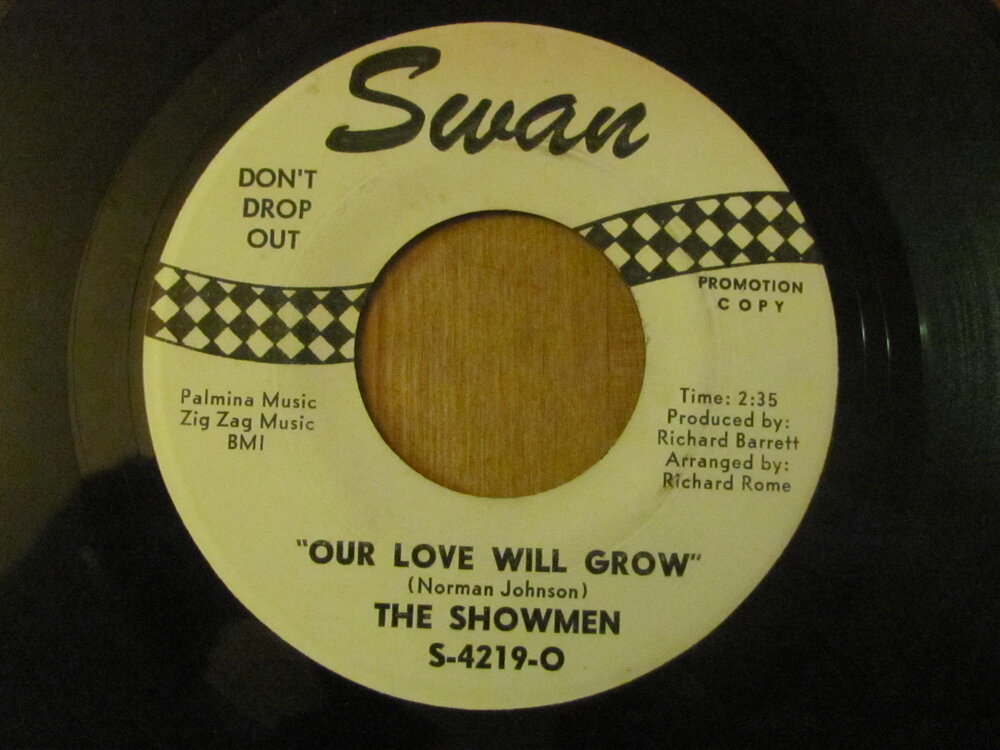 Swan
DON'T
DROP
OUT
PROMOTION
COPY
Palmina Music
Zig Zag Music
BMI
Time: 2:35
Produced by:
Richard Barrett
Arranged by:
Richard Rome
"OUR LOVE WILL GROW"
(Norman Johnson)
THE SHOWMEN
S-4219-O